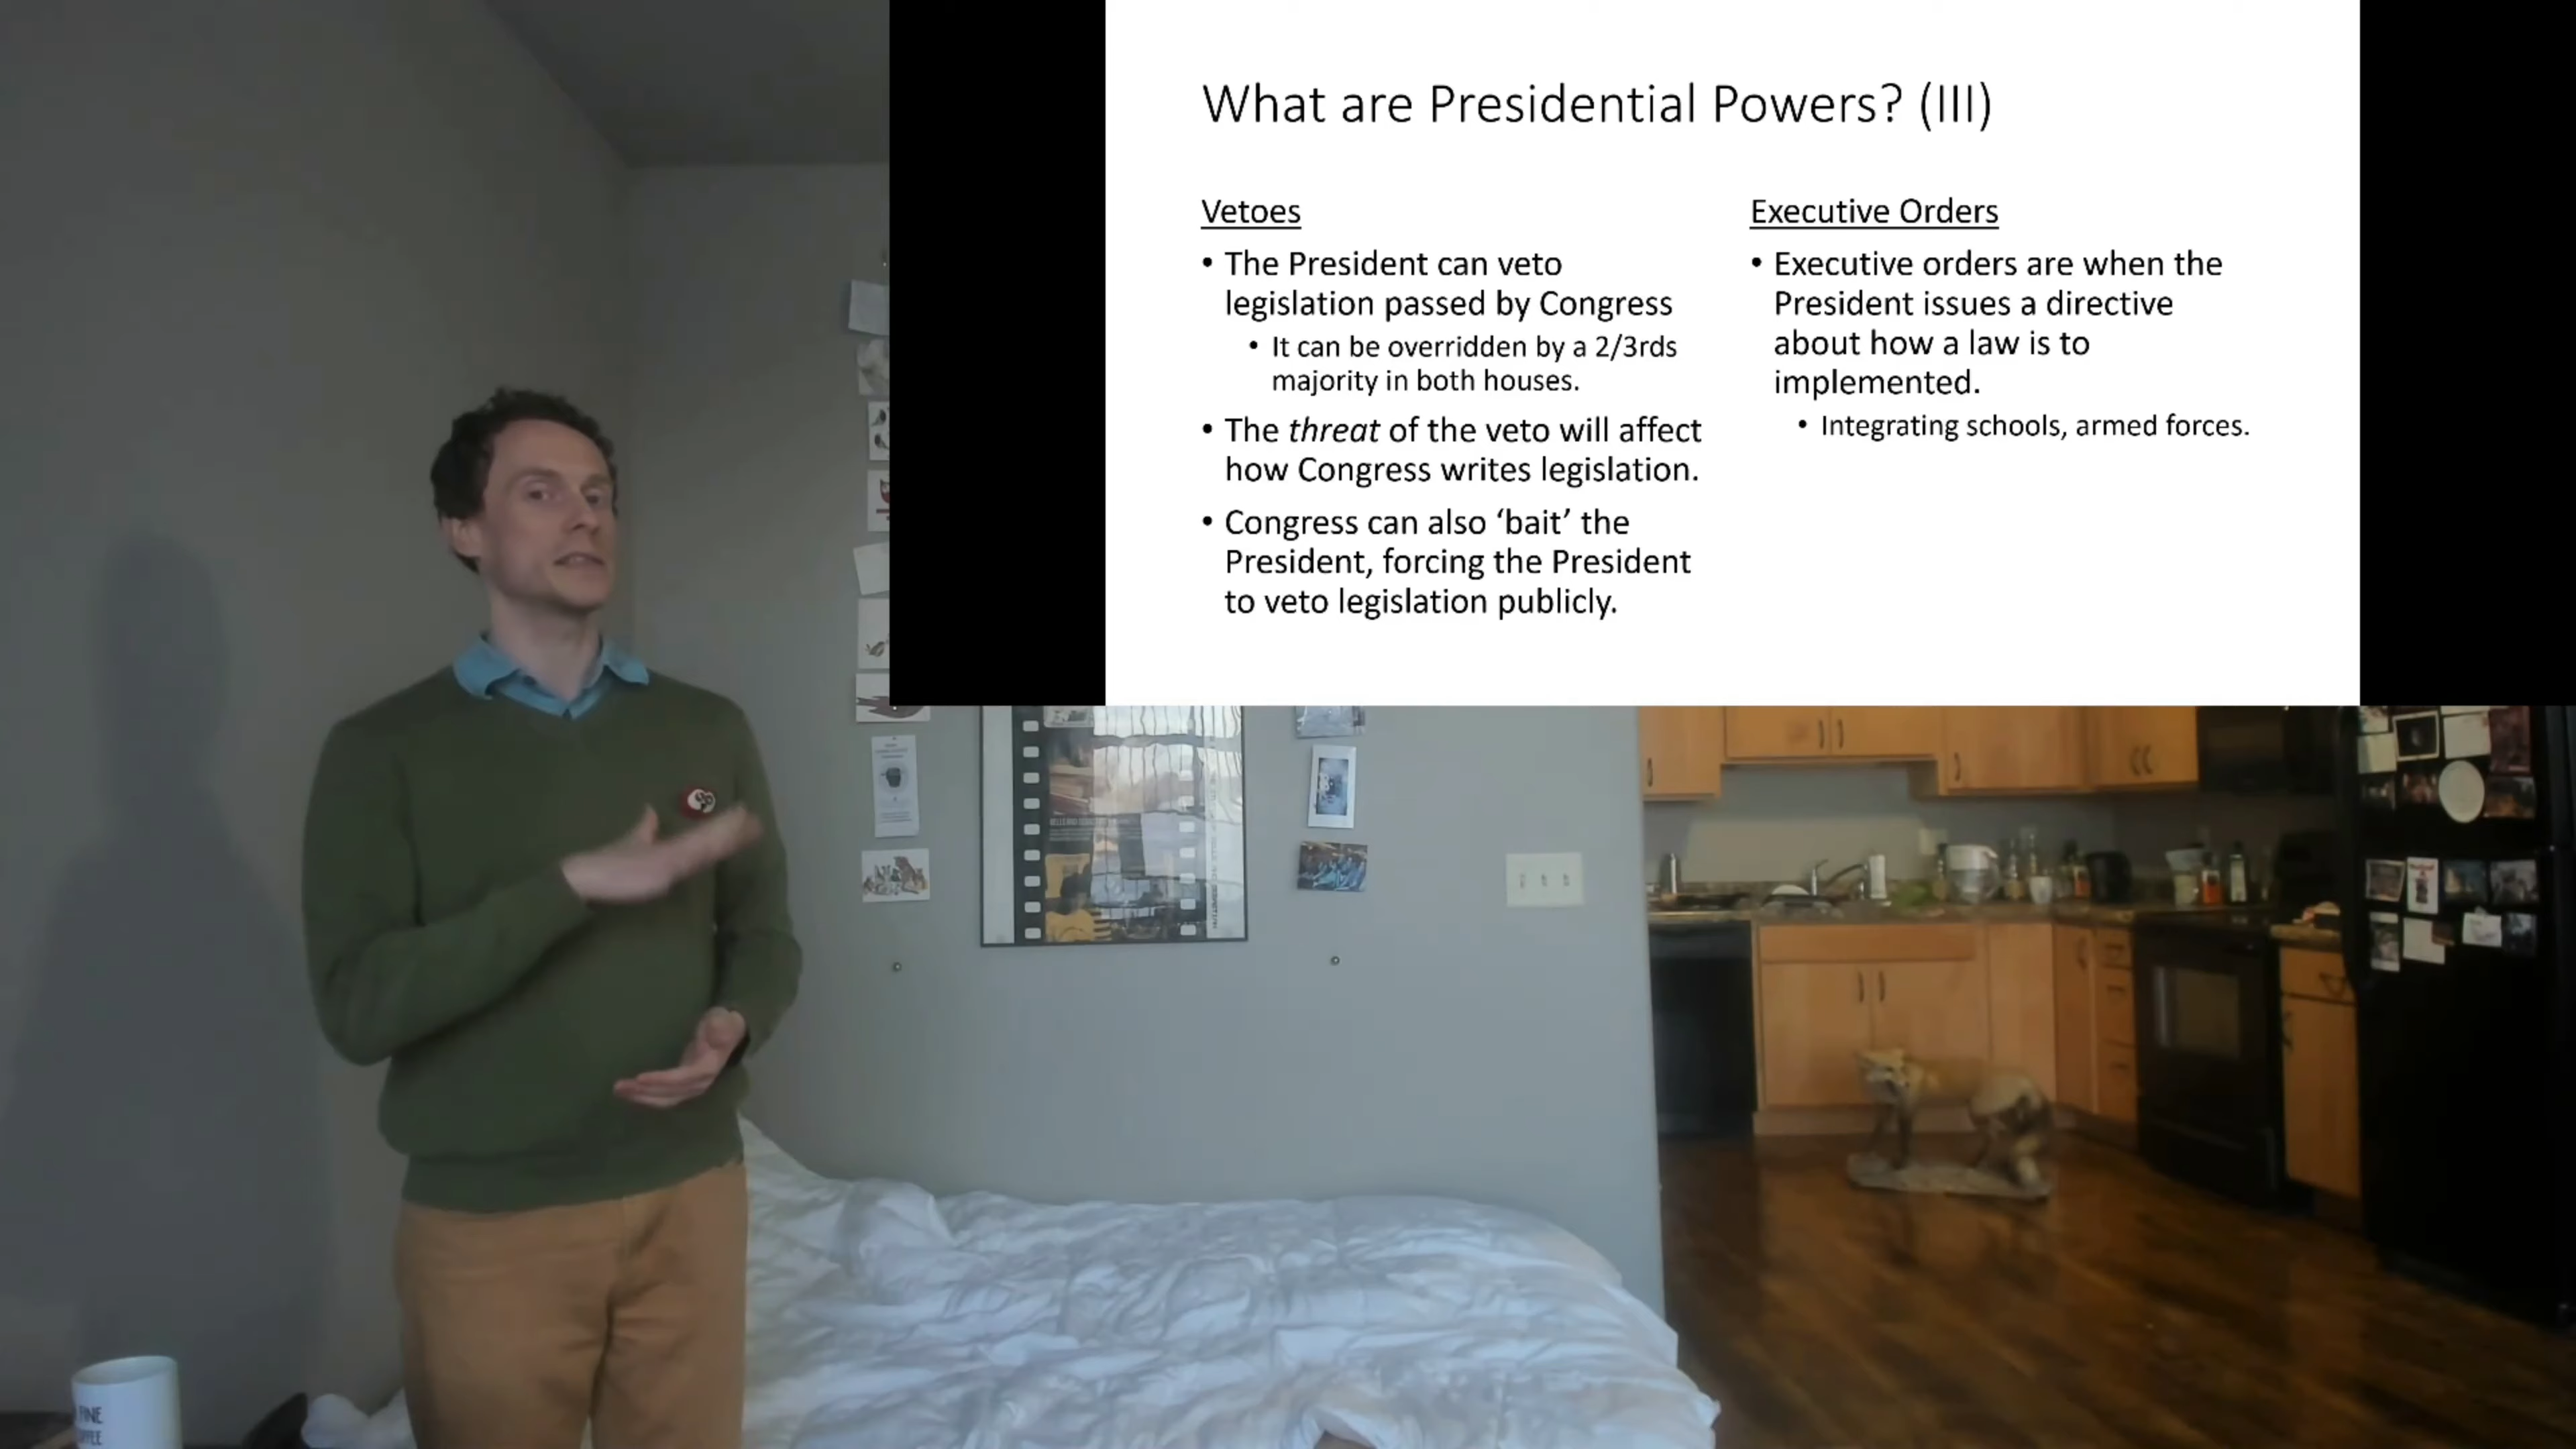 What are Presidential Powers? (III)
Vetoes
• The President can veto
legislation passed by Congress
• It can be overridden by a 2/3rds
majority in both houses.
• The threat of the veto will affect
how Congress writes legislation.
• Congress can also ‘bait’ the
President, forcing the President
to veto legislation publicly.
Executive Orders
• Executive orders are when the
President issues a directive
about how a law is to
implemented.
• Integrating schools, armed forces.
FINE